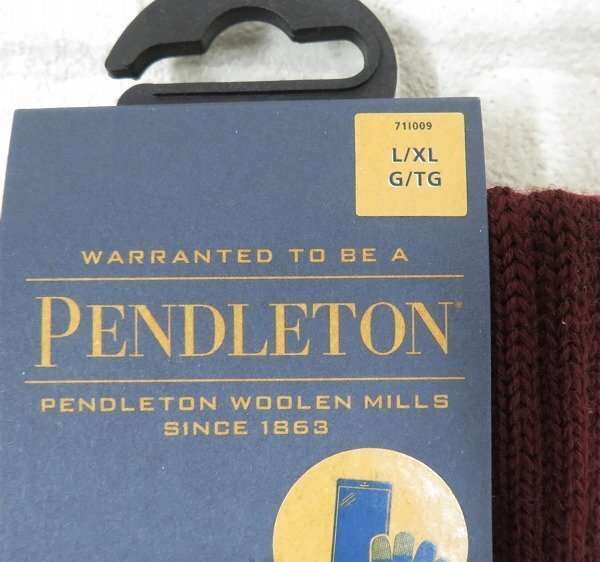 71I009
L/XL
G/TG
WARRANTED TO BE A
PENDLETON®
PENDLETON WOOLEN MILLS
SINCE 1863